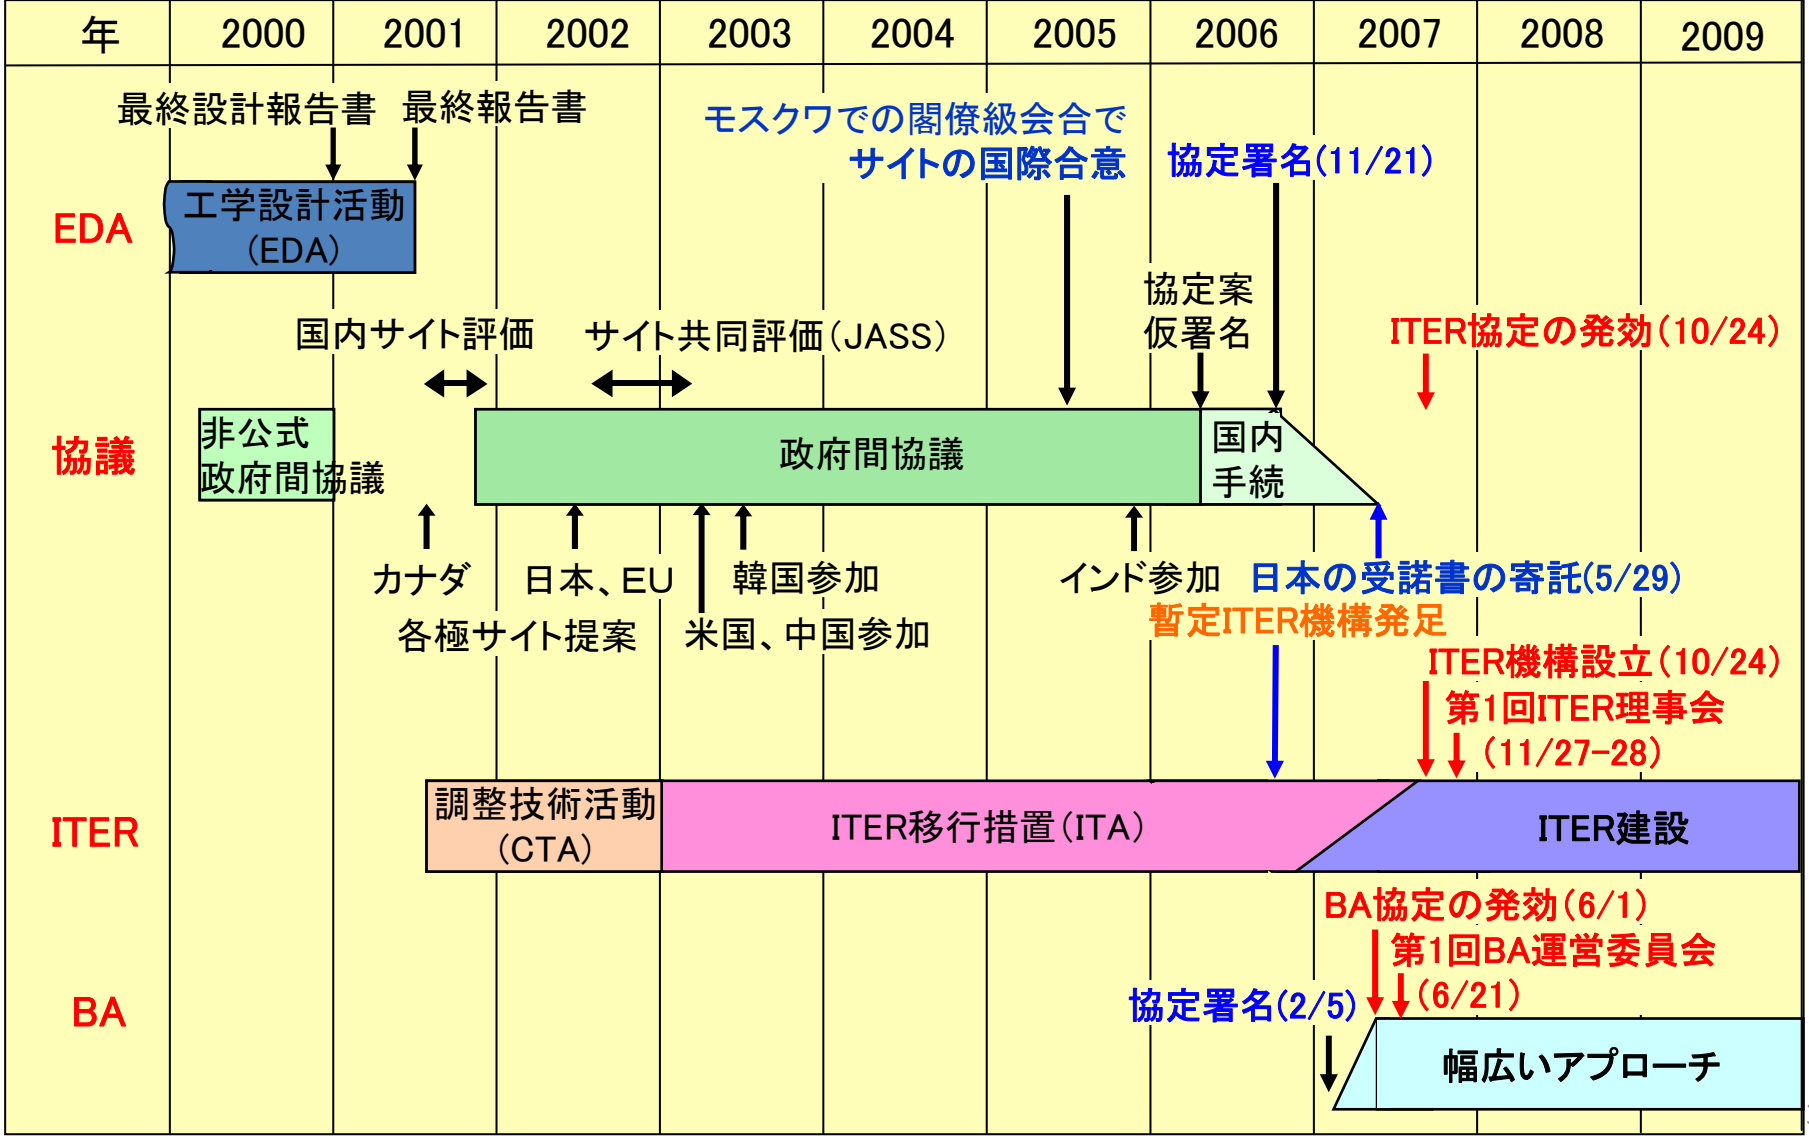 年 2000 2001 2002 2003 2004 2005 2006 2007 2008 2009
最終設計報告書 最終報告書
モスクワでの閣僚級会合で
サイトの国際合意
協定署名(11/21)
EDA
工学設計活動
(EDA)
協定案
仮署名
国内サイト評価
サイト共同評価(JASS)
ITER協定の発効(10/24)
協議
非公式
政府間協議
政府間協議
国内
手続
カナダ
日本、EU
韓国参加
インド参加
日本の受諾書の寄託(5/29)
各極サイト提案
米国、中国参加
暫定ITER機構発足
ITER機構設立(10/24)
第1回ITER理事会
(11/27-28)
ITER
調整技術活動
(CTA)
ITER移行措置(ITA)
ITER建設
BA協定の発効(6/1)
第1回BA運営委員会
(6/21)
BA
協定署名(2/5)
幅広いアプローチ